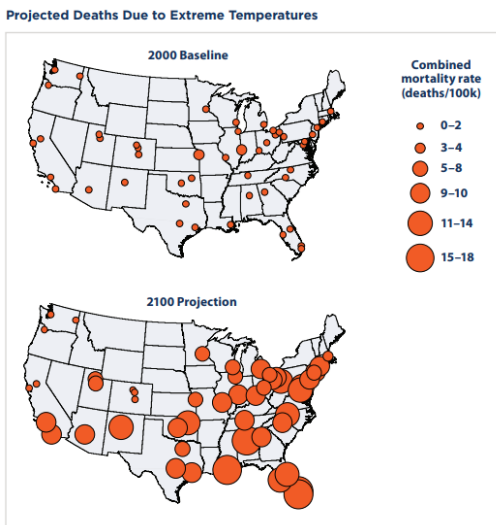 Projected Deaths Due to Extreme Temperatures
2000 Baseline
Combined
mortality rate
(deaths/100k)
0–2
3–4
5–8
9–10
11–14
15–18
2100 Projection